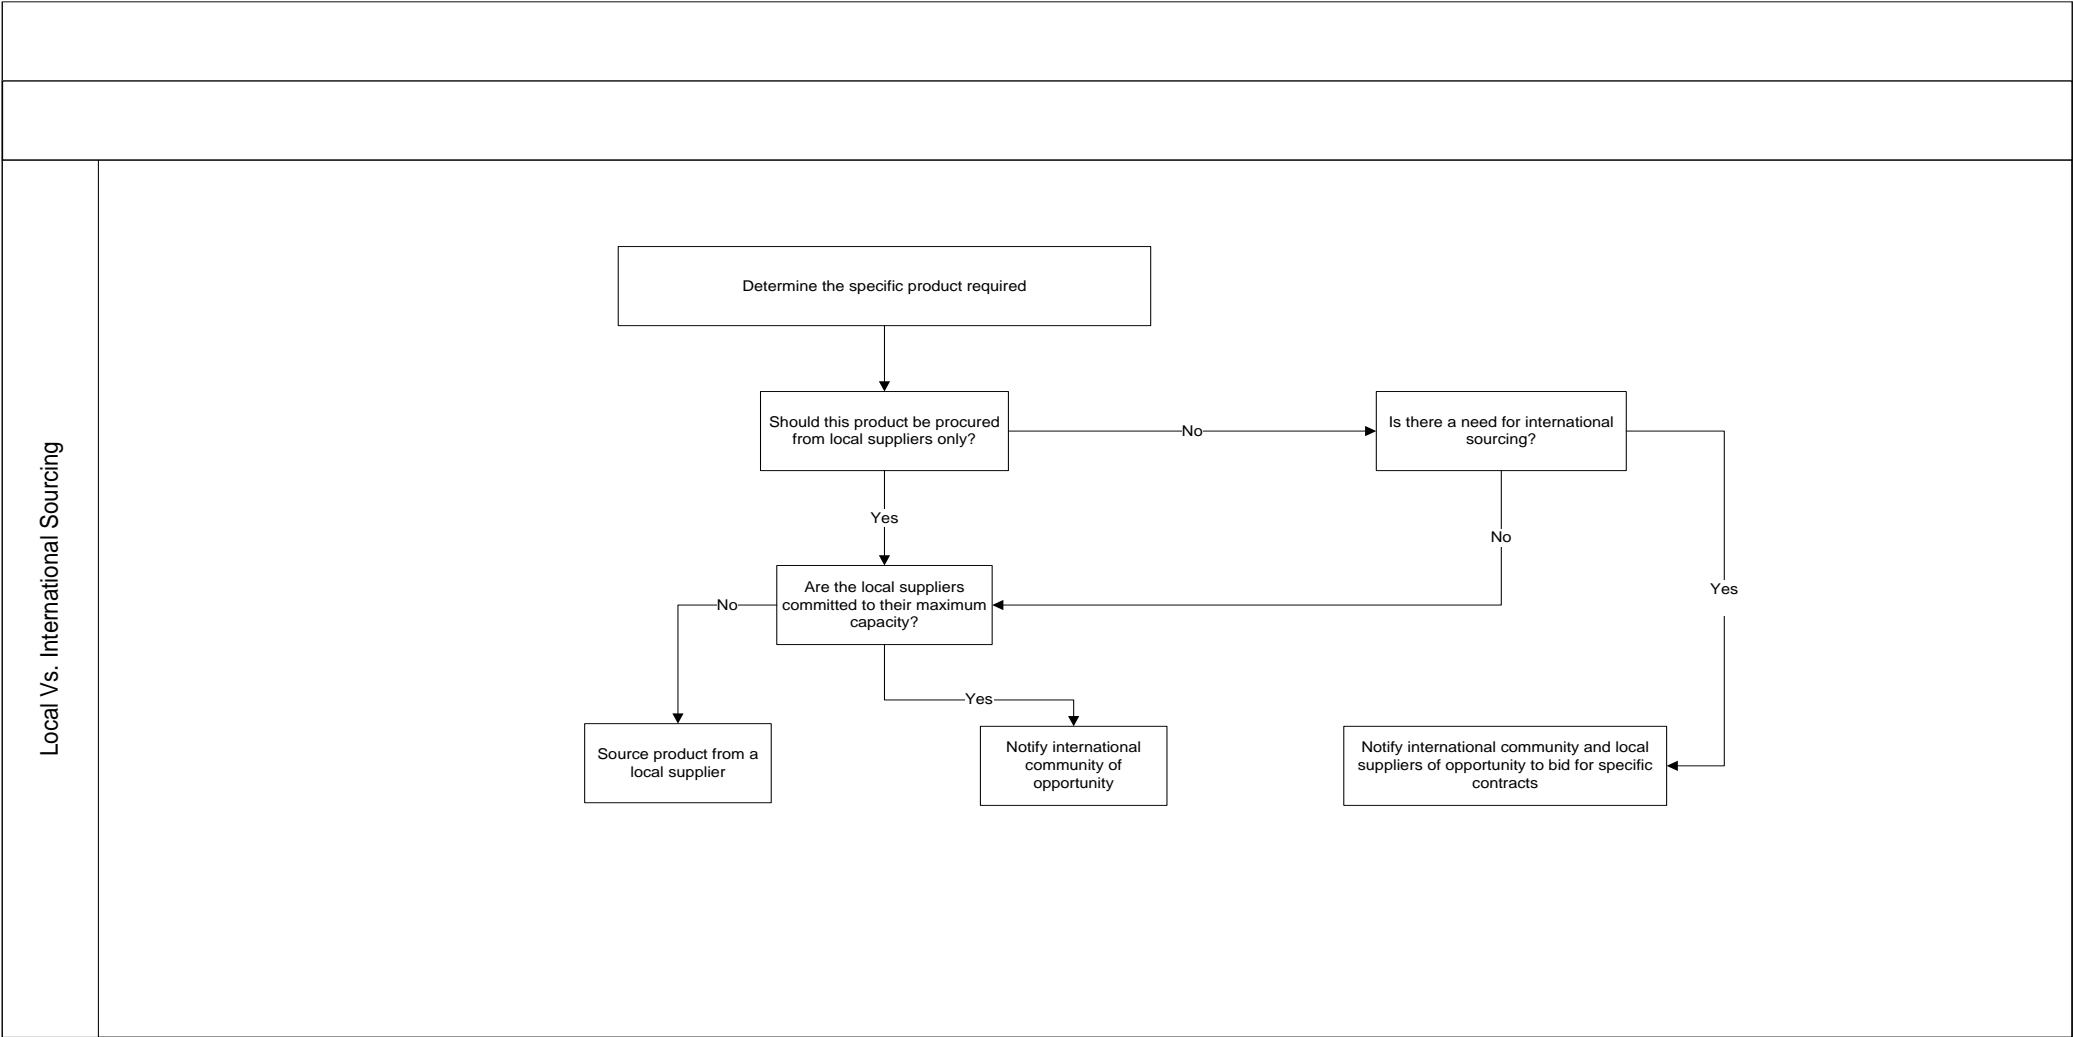 Local Vs. International Sourcing
Determine the specific product required
Should this product be procured
from local suppliers only?
No
Is there a need for international
sourcing?
Yes
No
Yes
Are the local suppliers
committed to their maximum
capacity?
No
Yes
Source product from a
local supplier
Notify international
community of
opportunity
Notify international community and local
suppliers of opportunity to bid for specific
contracts